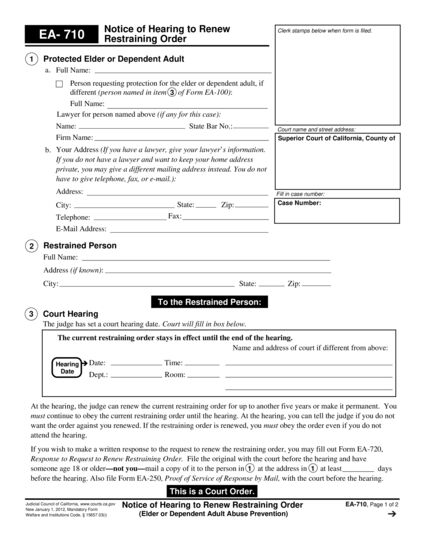 EA- 710
Notice of Hearing to Renew
Restraining Order
Clerk stamps below when form is filed.
1 Protected Elder or Dependent Adult
a. Full Name:
Person requesting protection for the elder or dependent adult, if
different (person named in item 3 of Form EA-100):
Full Name:
Lawyer for person named above (if any for this case):
Name: State Bar No.:
Firm Name:
Court name and street address:
Superior Court of California, County of
b. Your Address (If you have a lawyer, give your lawyer's information.
If you do not have a lawyer and want to keep your home address
private, you may give a different mailing address instead. You do not
have to give telephone, fax, or e-mail.):
Address:
City: State: Zip:
Telephone: Fax:
E-Mail Address:
Fill in case number:
Case Number:
2 Restrained Person
Full Name:
Address (if known):
City: State: Zip:
To the Restrained Person:
3 Court Hearing
The judge has set a court hearing date. Court will fill in box below.
The current restraining order stays in effect until the end of the hearing.
Name and address of court if different from above:
Hearing
Date
Date: Time:
Dept.: Room:
At the hearing, the judge can renew the current restraining order for up to another five years or make it permanent. You
must continue to obey the current restraining order until the hearing. At the hearing, you can tell the judge if you do not
want the order against you renewed. If the restraining order is renewed, you must obey the order even if you do not
attend the hearing.
If you wish to make a written response to the request to renew the restraining order, you may fill out Form EA-720,
Response to Request to Renew Restraining Order. File the original with the court before the hearing and have
someone age 18 or older—not you—mail a copy of it to the person in 1 at the address in 1 at least days
before the hearing. Also file Form EA-250, Proof of Service of Response by Mail, with the court before the hearing.
This is a Court Order.
Judicial Council of California, www.courts.ca.gov
New January 1, 2012, Mandatory Form
Welfare and Institutions Code, § 15657.03(i)
Notice of Hearing to Renew Restraining Order
(Elder or Dependent Adult Abuse Prevention)
EA-710, Page 1 of 2